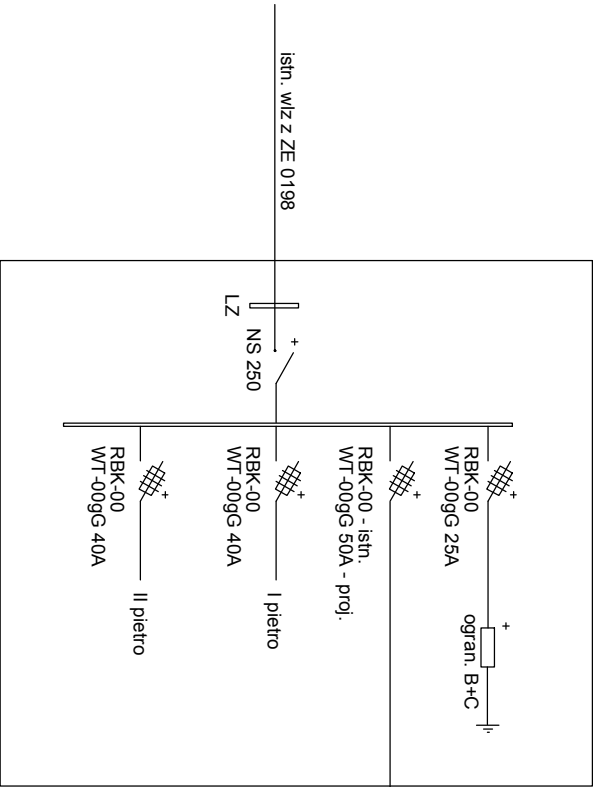 istn. wlz z ZE 0198
LZ
NS 250
+
RBK-00
WT-00gG 25A
+
ogran. B+C
+
RBK-00 - istn.
WT-00gG 50A - proj.
+
RBK-00
WT-00gG 40A
+
I pietro
RBK-00
WT-00gG 40A
+
II pietro